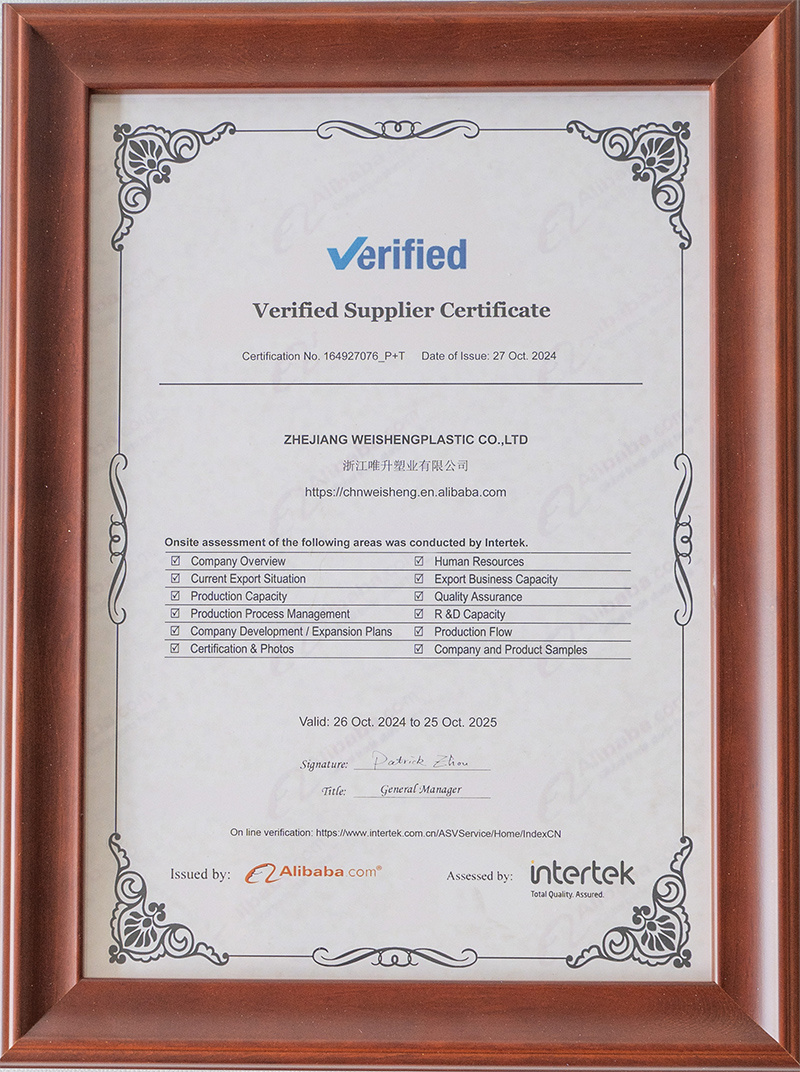 Verified
Verified Supplier Certificate
Certification No. 164927076_P+T Date of Issue: 27 Oct. 2024
ZHEJIANG WEISHENGPLASTIC CO.,LTD
浙江唯升塑业有限公司
https://chnweisheng.en.alibaba.com
Onsite assessment of the following areas was conducted by Intertek.
☑ Company Overview ☑ Human Resources
☑ Current Export Situation ☑ Export Business Capacity
☑ Production Capacity ☑ Quality Assurance
☑ Production Process Management ☑ R &D Capacity
☑ Company Development / Expansion Plans ☑ Production Flow
☑ Certification & Photos ☑ Company and Product Samples
Valid: 26 Oct. 2024 to 25 Oct. 2025
Signature: Patrick Zhou
Title: General Manager
On line verification: https://www.intertek.com.cn/ASVService/Home/IndexCN
Issued by: Alibaba.com® Assessed by: intertek
Total Quality. Assured.